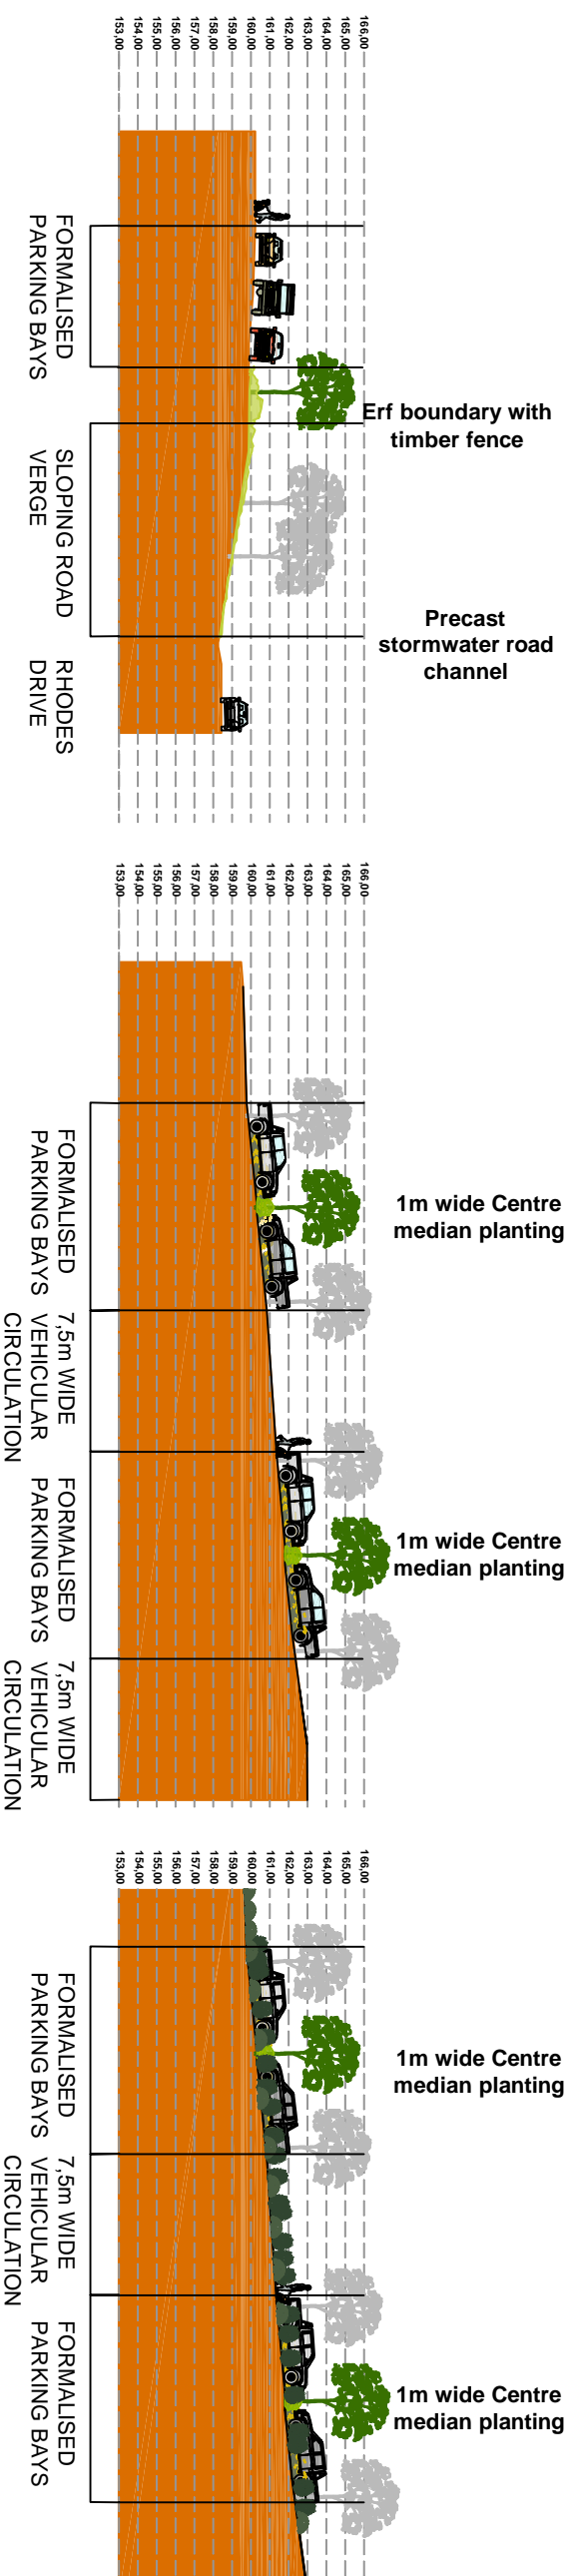 166,00
165,00
164,00
163,00
162,00
161,00
160,00
159,00
158,00
157,00
156,00
155,00
154,00
153,00
FORMALISED
PARKING BAYS
Erf boundary with
timber fence
SLOPING ROAD
VERGE
Precast
stormwater road
channel
RHODES
DRIVE
166,00
165,00
164,00
163,00
162,00
161,00
160,00
159,00
158,00
157,00
156,00
155,00
154,00
153,00
1m wide Centre
median planting
FORMALISED
PARKING BAYS
7,5m WIDE
VEHICULAR
CIRCULATION
1m wide Centre
median planting
FORMALISED
PARKING BAYS
7,5m WIDE
VEHICULAR
CIRCULATION
166,00
165,00
164,00
163,00
162,00
161,00
160,00
159,00
158,00
157,00
156,00
155,00
154,00
153,00
1m wide Centre
median planting
FORMALISED
PARKING BAYS
7,5m WIDE
VEHICULAR
CIRCULATION
1m wide Centre
median planting
FORMALISED
PARKING BAYS